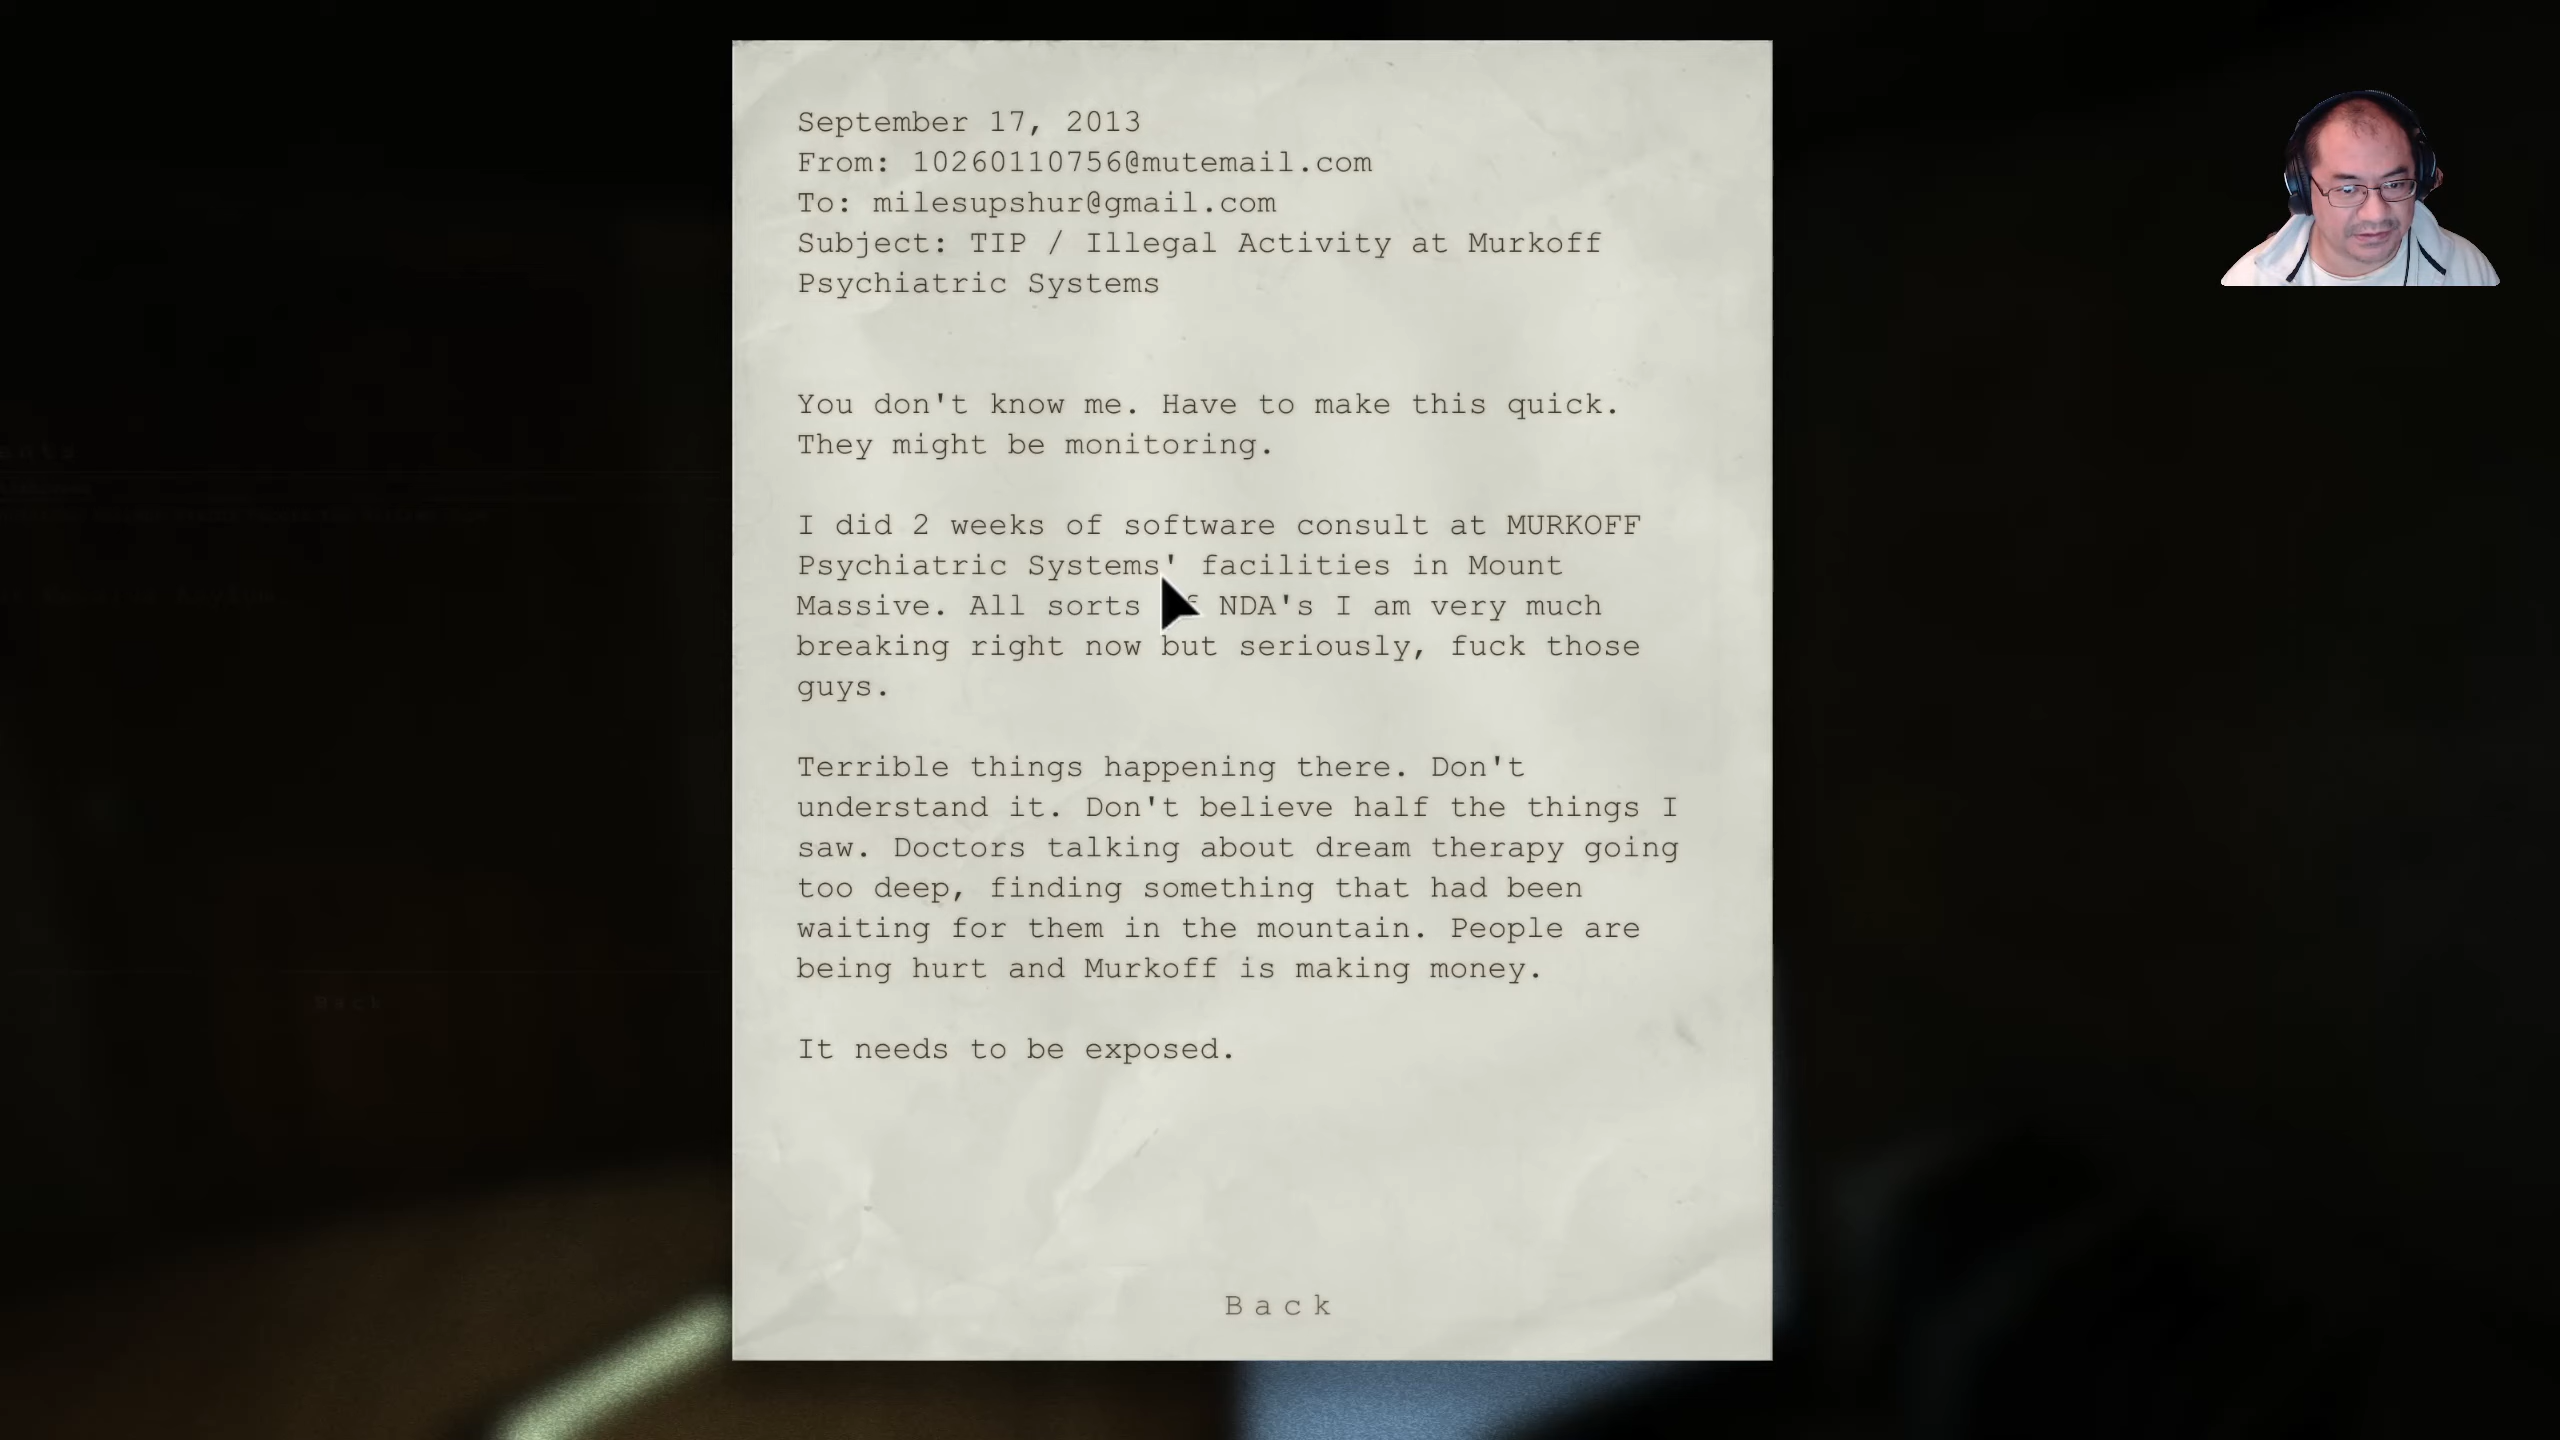 September 17, 2013
From: 10260110756@mutemail.com
To: milesupshur@gmail.com
Subject: TIP / Illegal Activity at Murkoff
Psychiatric Systems
You don't know me. Have to make this quick.
They might be monitoring.
I did 2 weeks of software consult at MURKOFF
Psychiatric Systems' facilities in Mount
Massive. All sorts of NDA's I am very much
breaking right now but seriously, fuck those
guys.
Terrible things happening there. Don't
understand it. Don't believe half the things I
saw. Doctors talking about dream therapy going
too deep, finding something that had been
waiting for them in the mountain. People are
being hurt and Murkoff is making money.
It needs to be exposed.
Back
Back